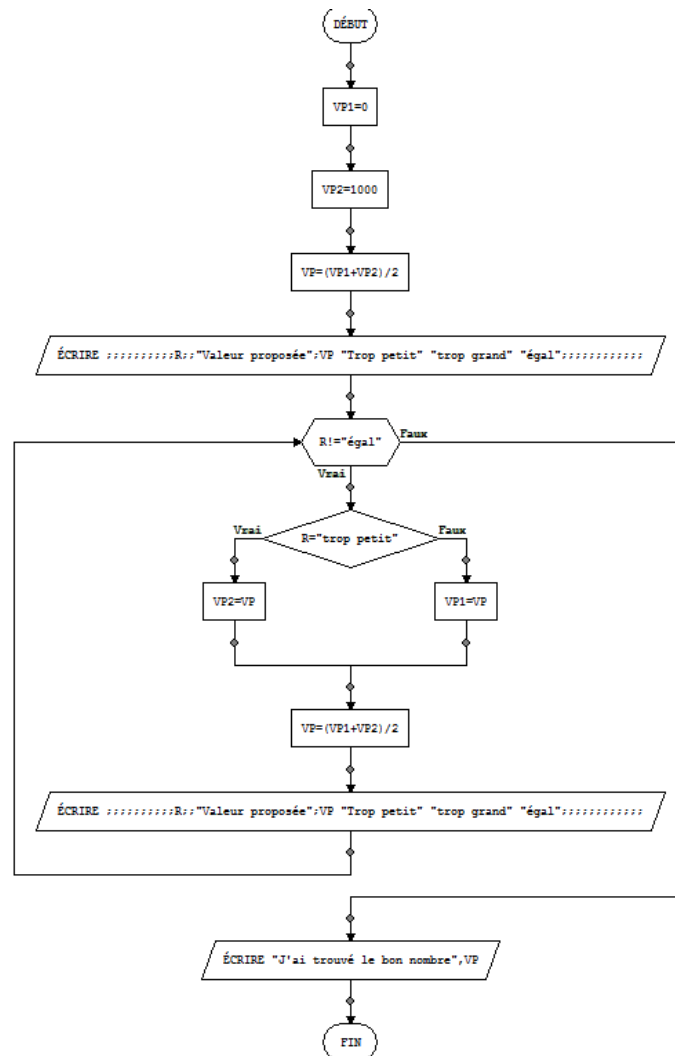 DÉBUT
VP1=0
VP2=1000
VP=(VP1+VP2)/2
ÉCRIRE ;;;;;;;;;;R;;"Valeur proposée";VP "Trop petit" "trop grand" "égal";;;;;;;;;;;;
R!="égal" Faux
Vrai
Vrai R="trop petit" Faux
VP2=VP VP1=VP
VP=(VP1+VP2)/2
ÉCRIRE ;;;;;;;;;;R;;"Valeur proposée";VP "Trop petit" "trop grand" "égal";;;;;;;;;;;;
ÉCRIRE "J'ai trouvé le bon nombre",VP
FIN